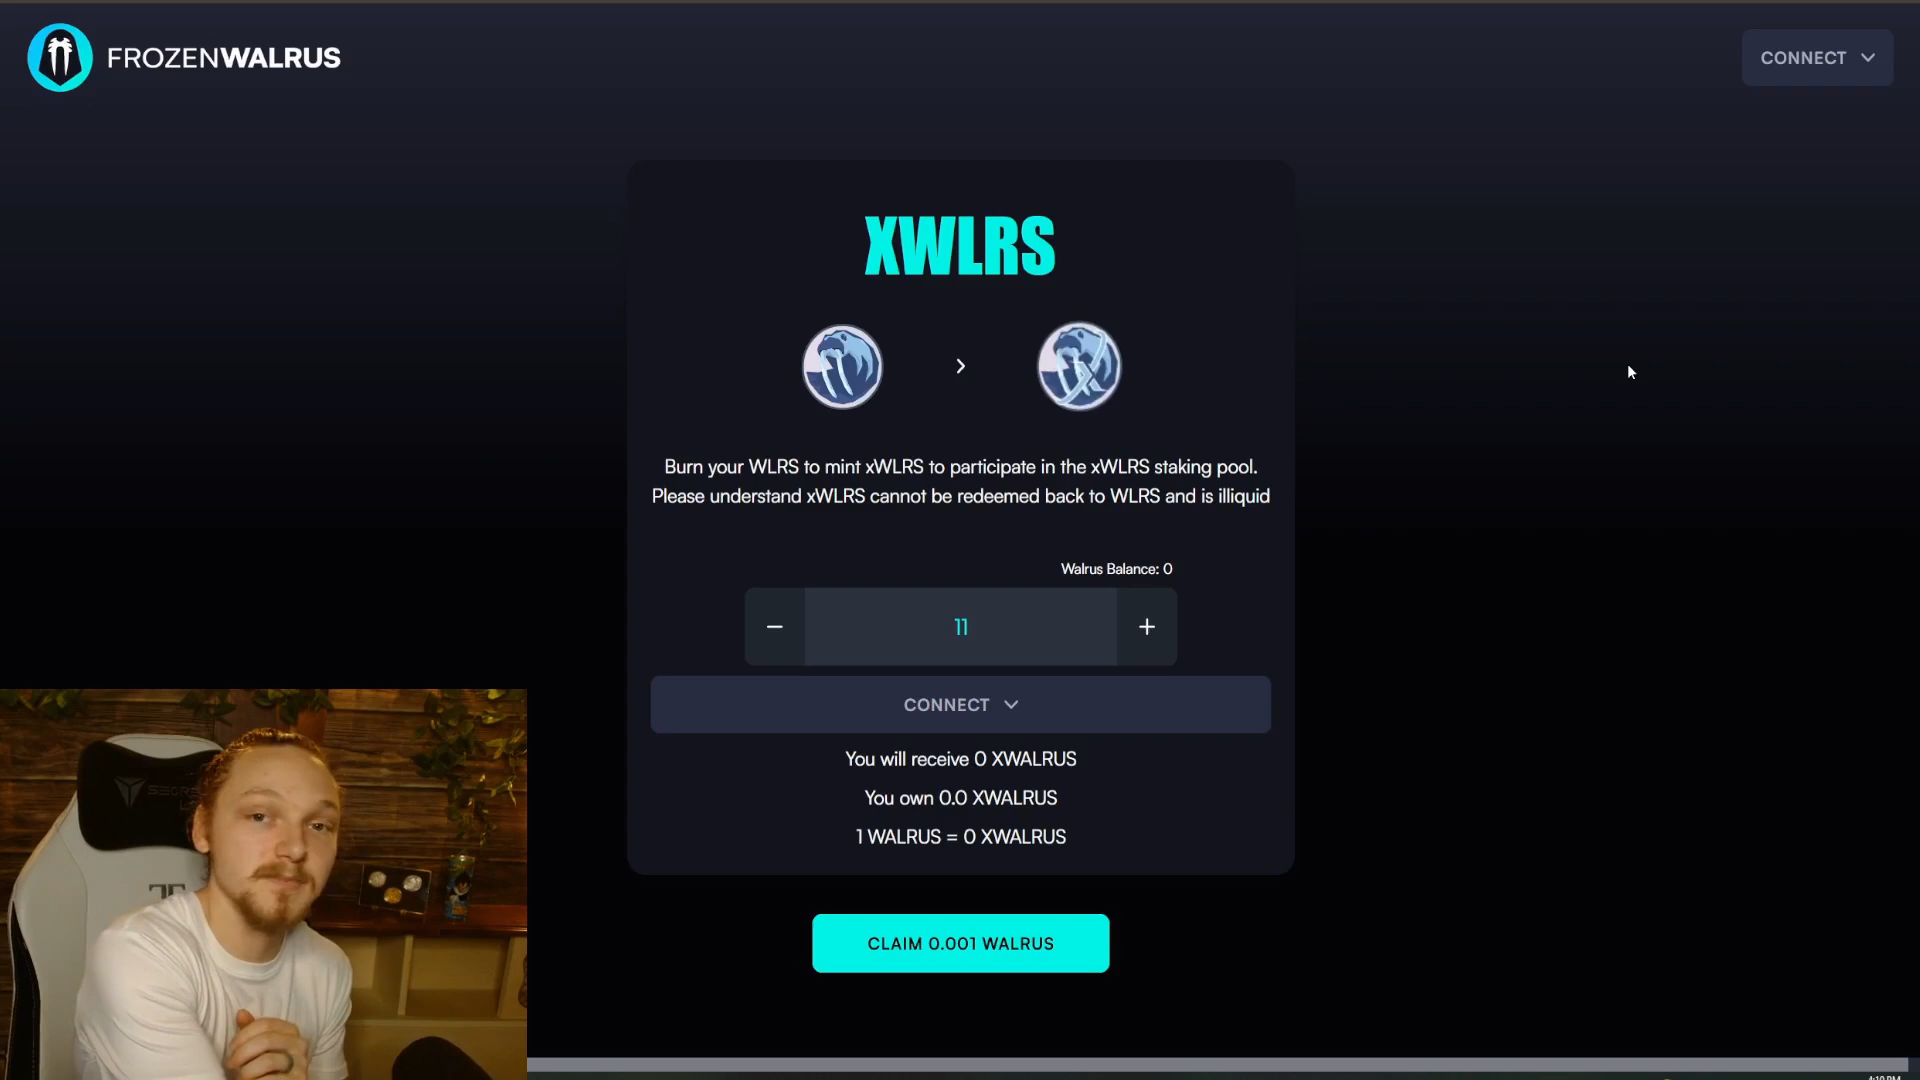 FROZENWALRUS
CONNECT
XWLRS
Burn your WLRS to mint xWLRS to participate in the xWLRS staking pool.
Please understand xWLRS cannot be redeemed back to WLRS and is illiquid
Walrus Balance: 0
− 11 +
CONNECT
You will receive 0 XWALRUS
You own 0.0 XWALRUS
1 WALRUS = 0 XWALRUS
CLAIM 0.001 WALRUS